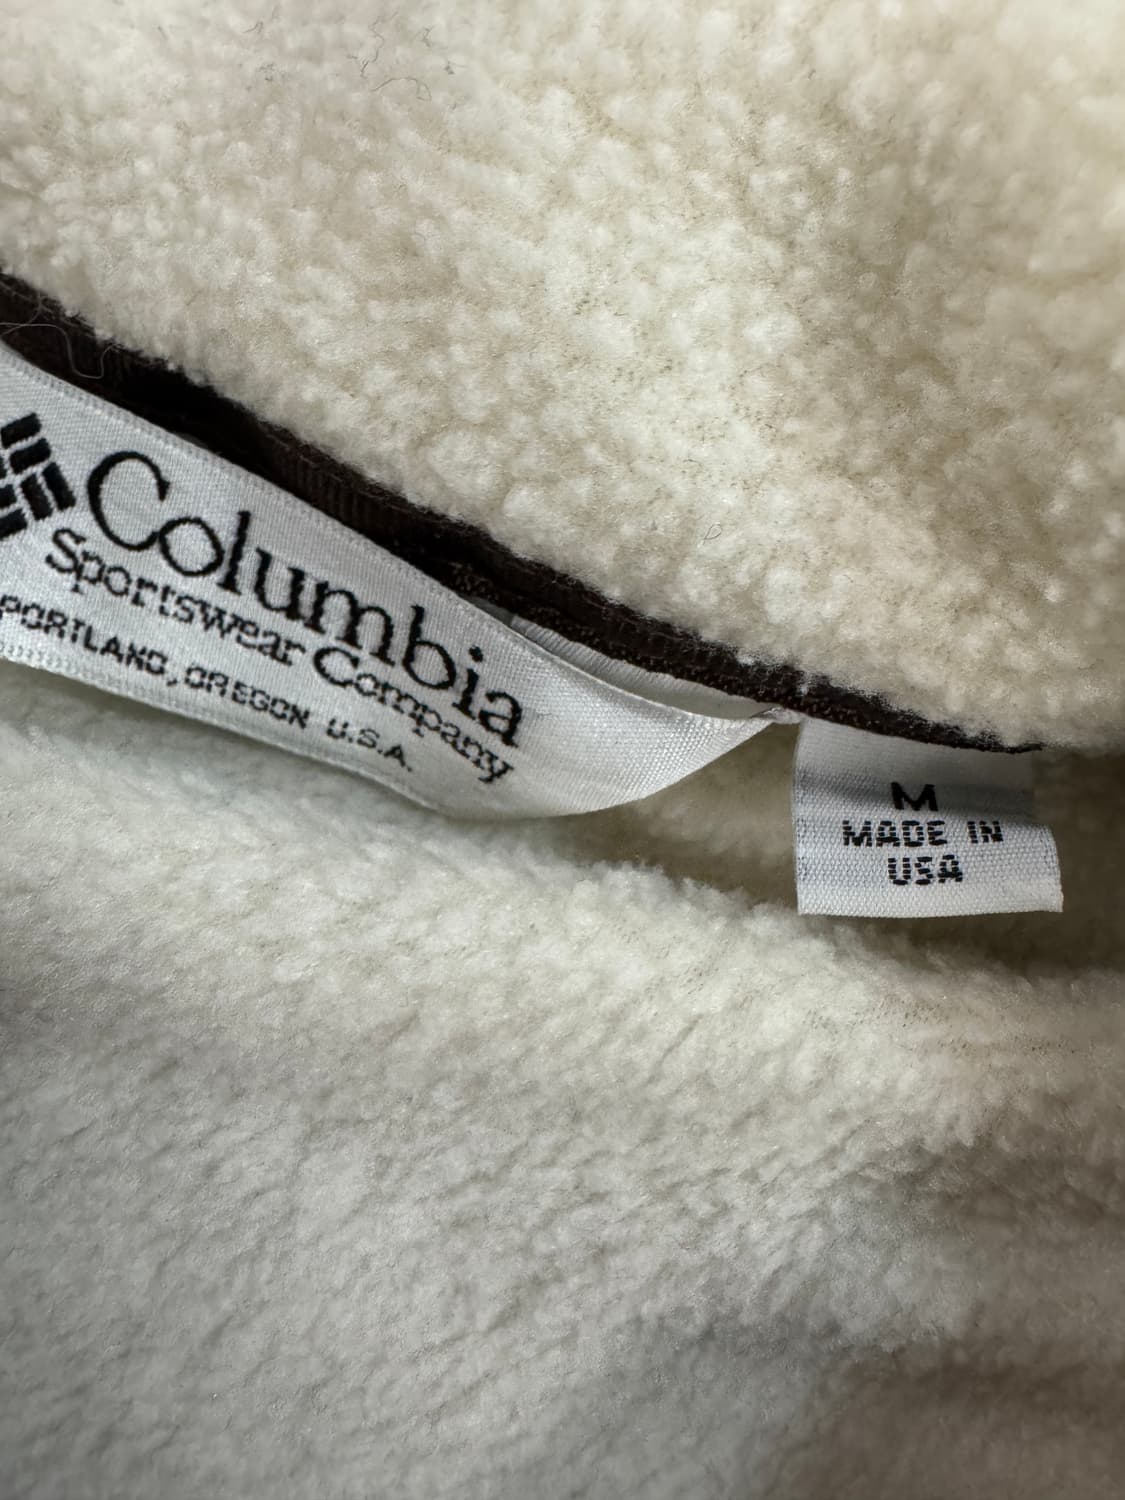 Columbia
Sportswear Company
PORTLAND, OREGON U.S.A.
M
MADE IN
USA